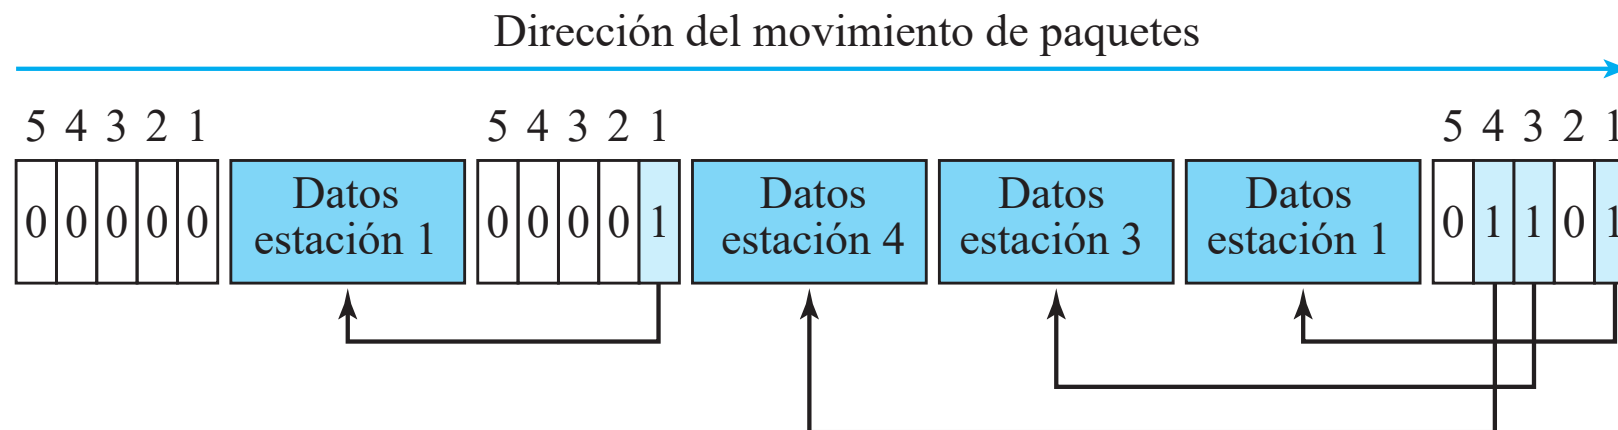 Dirección del movimiento de paquetes
5 4 3 2 1 5 4 3 2 1 5 4 3 2 1
0 0 0 0 0
Datos
estación 1
0 0 0 0 1
Datos
estación 4
Datos
estación 3
Datos
estación 1
0 1 1 0 1